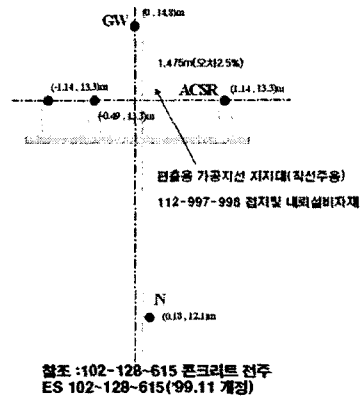 GW
(0 , 14.8)m
1.475m(오차2.5%)
(-1.14 , 13.3)m
ACSR
(1.14 , 13.3)m
(-0.49 , 13.3)m
편출용 가공지선 지지대(직선주용)
112-997-998 접지및 내뢰설비자재
N
(0.13 , 12.1)m
참조 :102-128~615 콘크리트 전주
ES 102~128~615('99.11 개정)